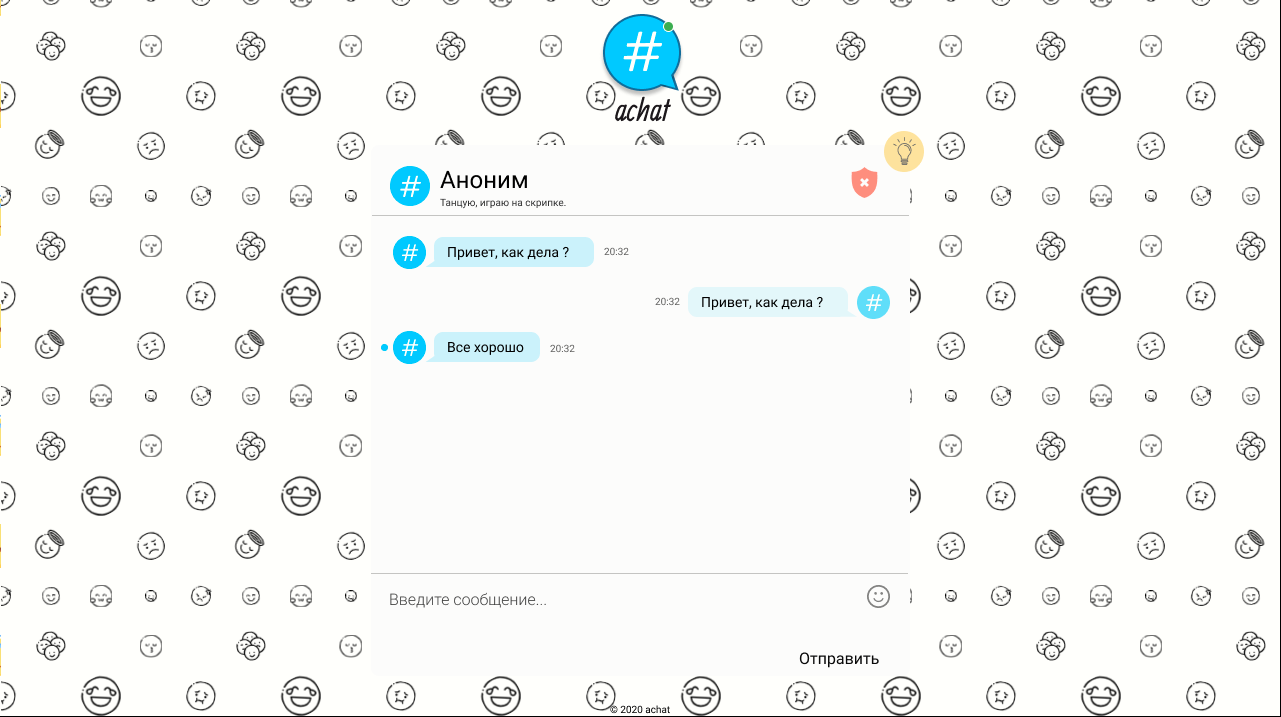 #
achat
# Аноним
Танцую, играю на скрипке.
# Привет, как дела ? 20:32
20:32 Привет, как дела ? #
# Все хорошо 20:32
Введите сообщение...
Отправить
© 2020 achat